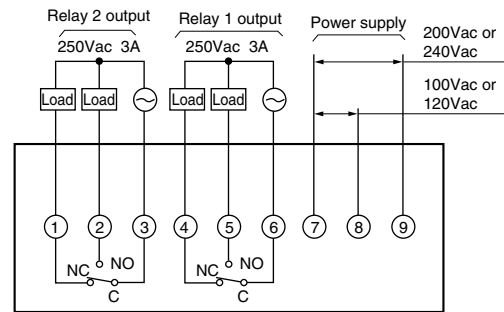 Relay 2 output Relay 1 output Power supply
250Vac 3A 250Vac 3A 200Vac or
240Vac
Load Load Load Load 100Vac or
120Vac
1 2 3 4 5 6 7 8 9
NC NO NC NO
C C